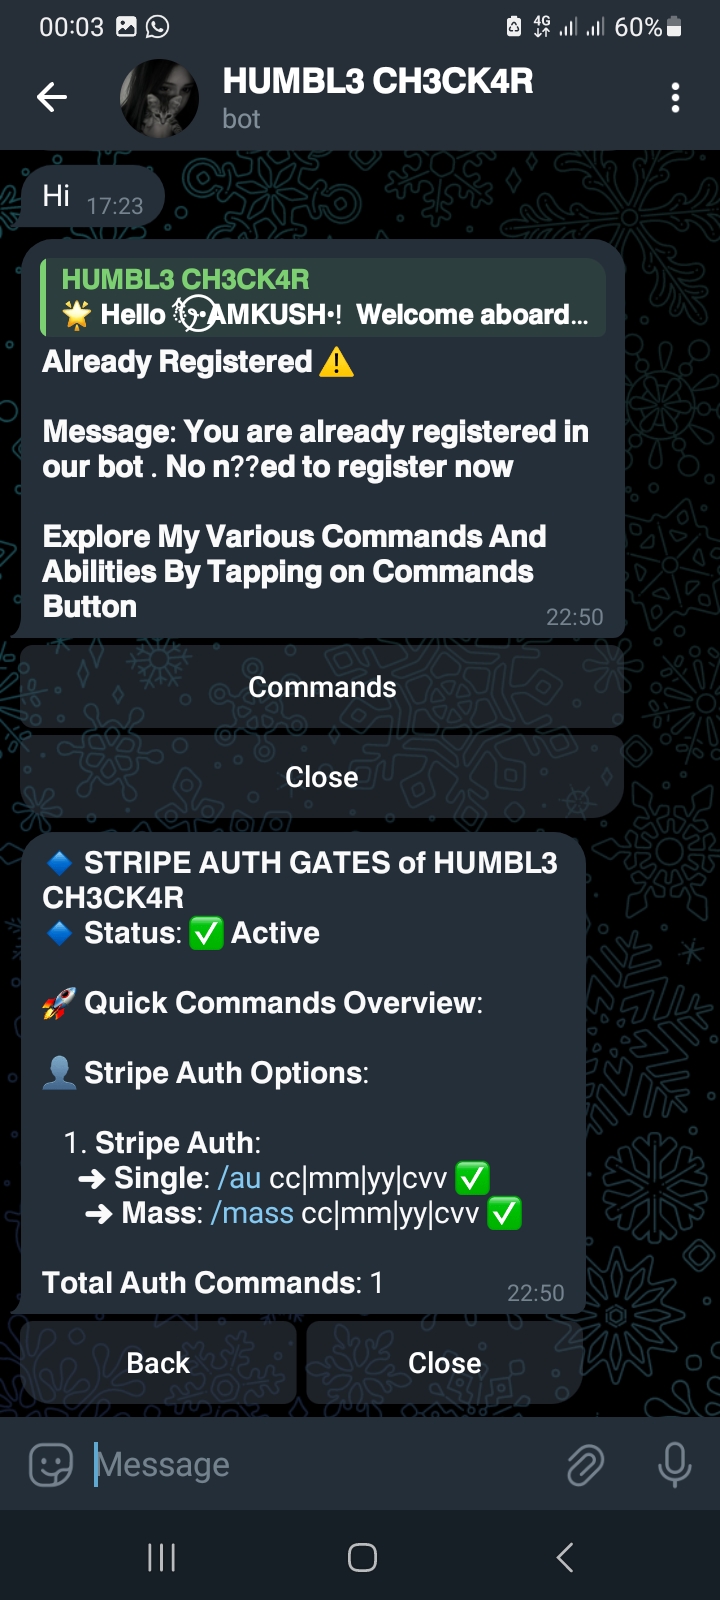 00:03
4G
60%
HUMBL3 CH3CK4R
bot
Hi 17:23
HUMBL3 CH3CK4R
🌟 Hello AMKUSH•! Welcome aboard...
Already Registered ⚠️
Message: You are already registered in
our bot . No n??ed to register now
Explore My Various Commands And
Abilities By Tapping on Commands
Button
22:50
Commands
Close
🔷 STRIPE AUTH GATES of HUMBL3
CH3CK4R
🔷 Status: ✅ Active
🚀 Quick Commands Overview:
👤 Stripe Auth Options:
1. Stripe Auth:
➜ Single: /au cc|mm|yy|cvv ✅
➜ Mass: /mass cc|mm|yy|cvv ✅
Total Auth Commands: 1
22:50
Back
Close
Message